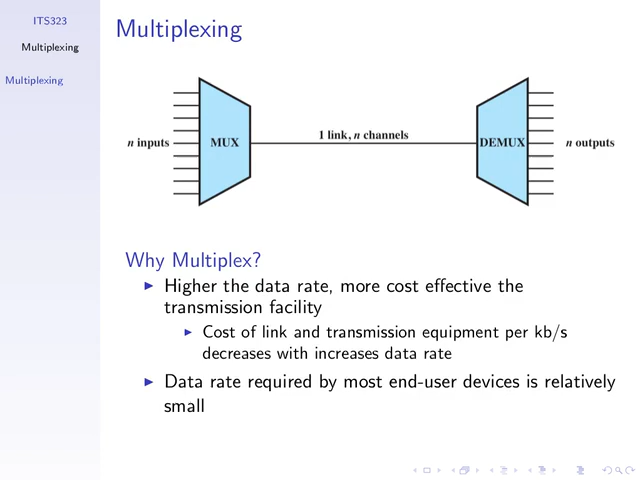 ITS323
Multiplexing
Multiplexing
Multiplexing
n inputs
MUX
1 link, n channels
DEMUX
n outputs
Why Multiplex?
Higher the data rate, more cost effective the
transmission facility
Cost of link and transmission equipment per kb/s
decreases with increases data rate
Data rate required by most end-user devices is relatively
small